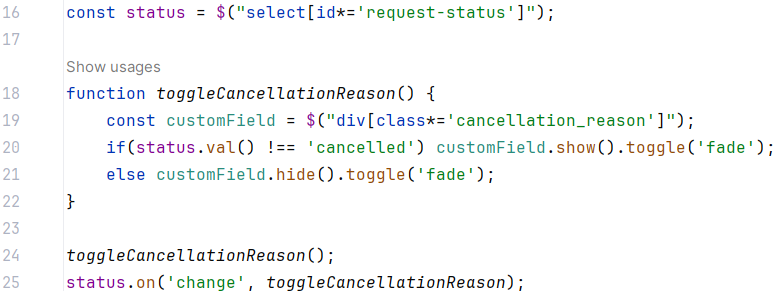 16 const status = $("select[id*='request-status']");
17
Show usages
18 function toggleCancellationReason() {
19 const customField = $("div[class*='cancellation_reason']");
20 if(status.val() !== 'cancelled') customField.show().toggle('fade');
21 else customField.hide().toggle('fade');
22 }
23
24 toggleCancellationReason();
25 status.on('change', toggleCancellationReason);